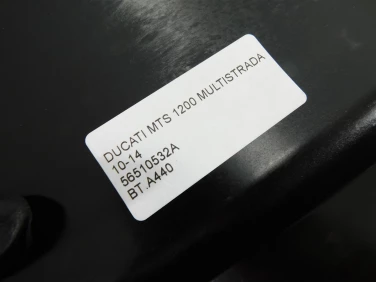 DUCATI MTS 1200 MULTISTRADA
10-14
56510532A
BT.A440